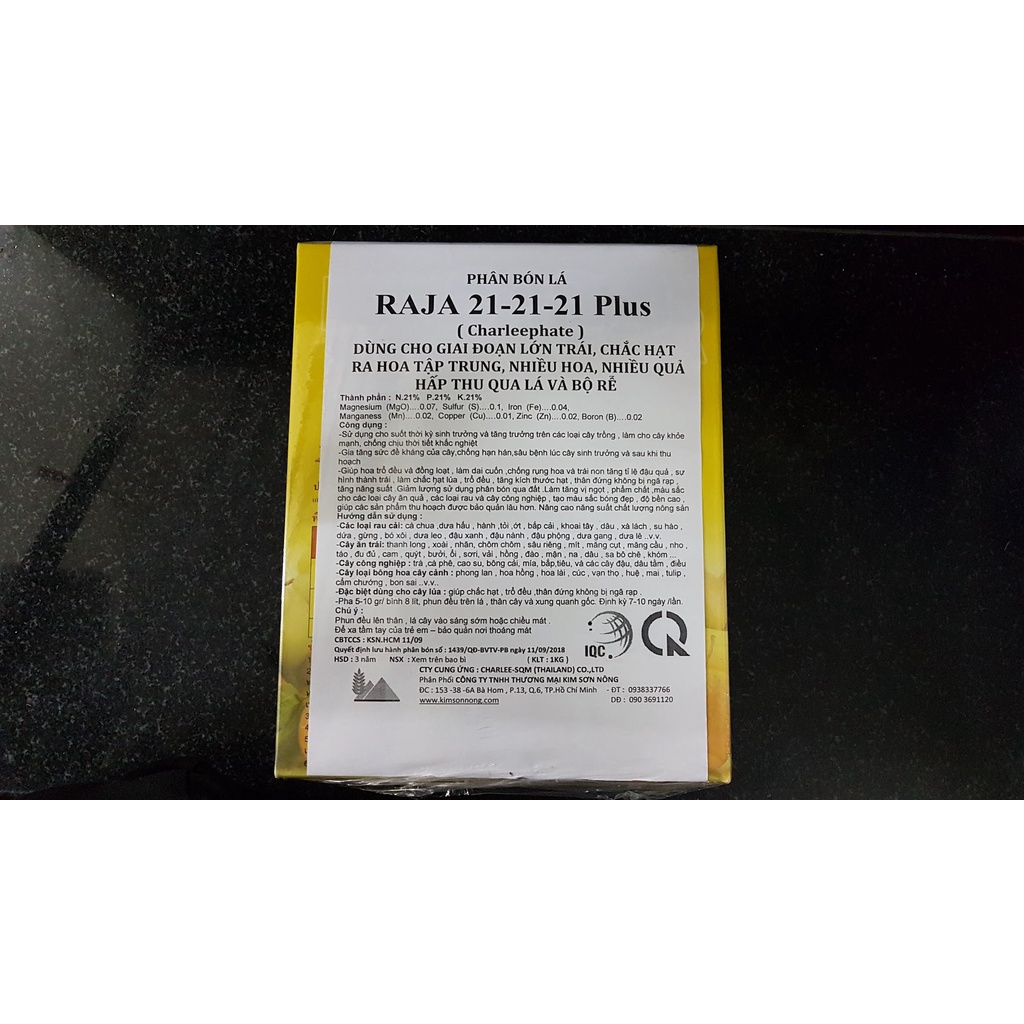 PHÂN BÓN LÁ
RAJA 21-21-21 Plus
( Charleephate )
DÙNG CHO GIAI ĐOẠN LỚN TRÁI, CHẮC HẠT
RA HOA TẬP TRUNG, NHIỀU HOA, NHIỀU QUẢ
HẤP THU QUA LÁ VÀ BỘ RỄ
Thành phần : N.21% P.21% K.21%
Magnesium (MgO)....0.07, Sulfur (S)....0.1, Iron (Fe)....0.04,
Manganess (Mn)....0.02, Copper (Cu)....0.01, Zinc (Zn)....0.02, Boron (B)....0.02
Công dụng :
-Sử dụng cho suốt thời kỳ sinh trưởng và tăng trưởng trên các loại cây trồng , làm cho cây khỏe
mạnh, chống chịu thời tiết khắc nghiệt
-Gia tăng sức đề kháng của cây,chống hạn hán,sâu bệnh lúc cây sinh trưởng và sau khi thu
hoạch
-Giúp hoa trổ đều và đồng loạt , làm dai cuốn ,chống rụng hoa và trái non tăng tỉ lệ đậu quả , sự
hình thành trái , làm chắc hạt lúa , trổ đều , tăng kích thước hạt , thân đứng không bị ngã rạp ,
tăng năng suất .Giảm lượng sử dụng phân bón qua đất .Làm tăng vị ngọt , phẩm chất ,màu sắc
cho các loại cây ăn quả , các loại rau và cây công nghiệp , tạo màu sắc bóng đẹp , độ bền cao ,
giúp các sản phẩm thu hoạch được bảo quản lâu hơn. Nâng cao năng suất chất lượng nông sản
Hướng dẫn sử dụng :
-Các loại rau cải: cà chua ,dưa hấu , hành ,tỏi ,ớt , bắp cải , khoai tây , dâu , xà lách , su hào ,
dứa , gừng , bó xôi , dưa leo , đậu xanh , đậu nành , đậu phộng , dưa gang , dưa lê ..v.v.
-Cây ăn trái: thanh long , xoài , nhãn, chôm chôm , sầu riêng , mít , măng cụt , mãng cầu , nho ,
táo , đu đủ , cam , quýt , bưởi, ổi , sơri, vải , hồng , đào , mận , na , dâu , sa bô chê , khóm ...
-Cây công nghiệp : trà ,cà phê, cao su, bông cải, mía, bắp,tiêu, và các cây đậu, dâu tằm , điều
-Cây loại bông hoa cây cảnh : phong lan , hoa hồng , hoa lài , cúc , vạn thọ , huệ , mai , tulip ,
cẩm chướng , bon sai ..v.v..
-Đặc biệt dùng cho cây lúa : giúp chắc hạt , trổ đều ,thân đứng không bị ngã rạp .
-Pha 5-10 gr/ bình 8 lít, phun đều trên lá , thân cây và xung quanh gốc. Định kỳ 7-10 ngày /lần.
Chú ý :
Phun đều lên thân , lá cây vào sáng sớm hoặc chiều mát .
Để xa tầm tay của trẻ em – bảo quản nơi thoáng mát
CBTCCS : KSN.HCM 11/09
Quyết định lưu hành phân bón số : 1439/QĐ-BVTV-PB ngày 11/09/2018
HSD : 3 năm NSX : Xem trên bao bì ( KLT : 1KG )
IQC
CTY CUNG ỨNG : CHARLEE-SQM (THAILAND) CO.,LTD
Phân Phối CÔNG TY TNHH THƯƠNG MẠI KIM SƠN NÔNG
ĐC : 153 -38 -6A Bà Hom , P.13, Q.6, TP.Hồ Chí Minh - ĐT : 0938337766
www.kimsonnong.com DĐ : 090 3691120